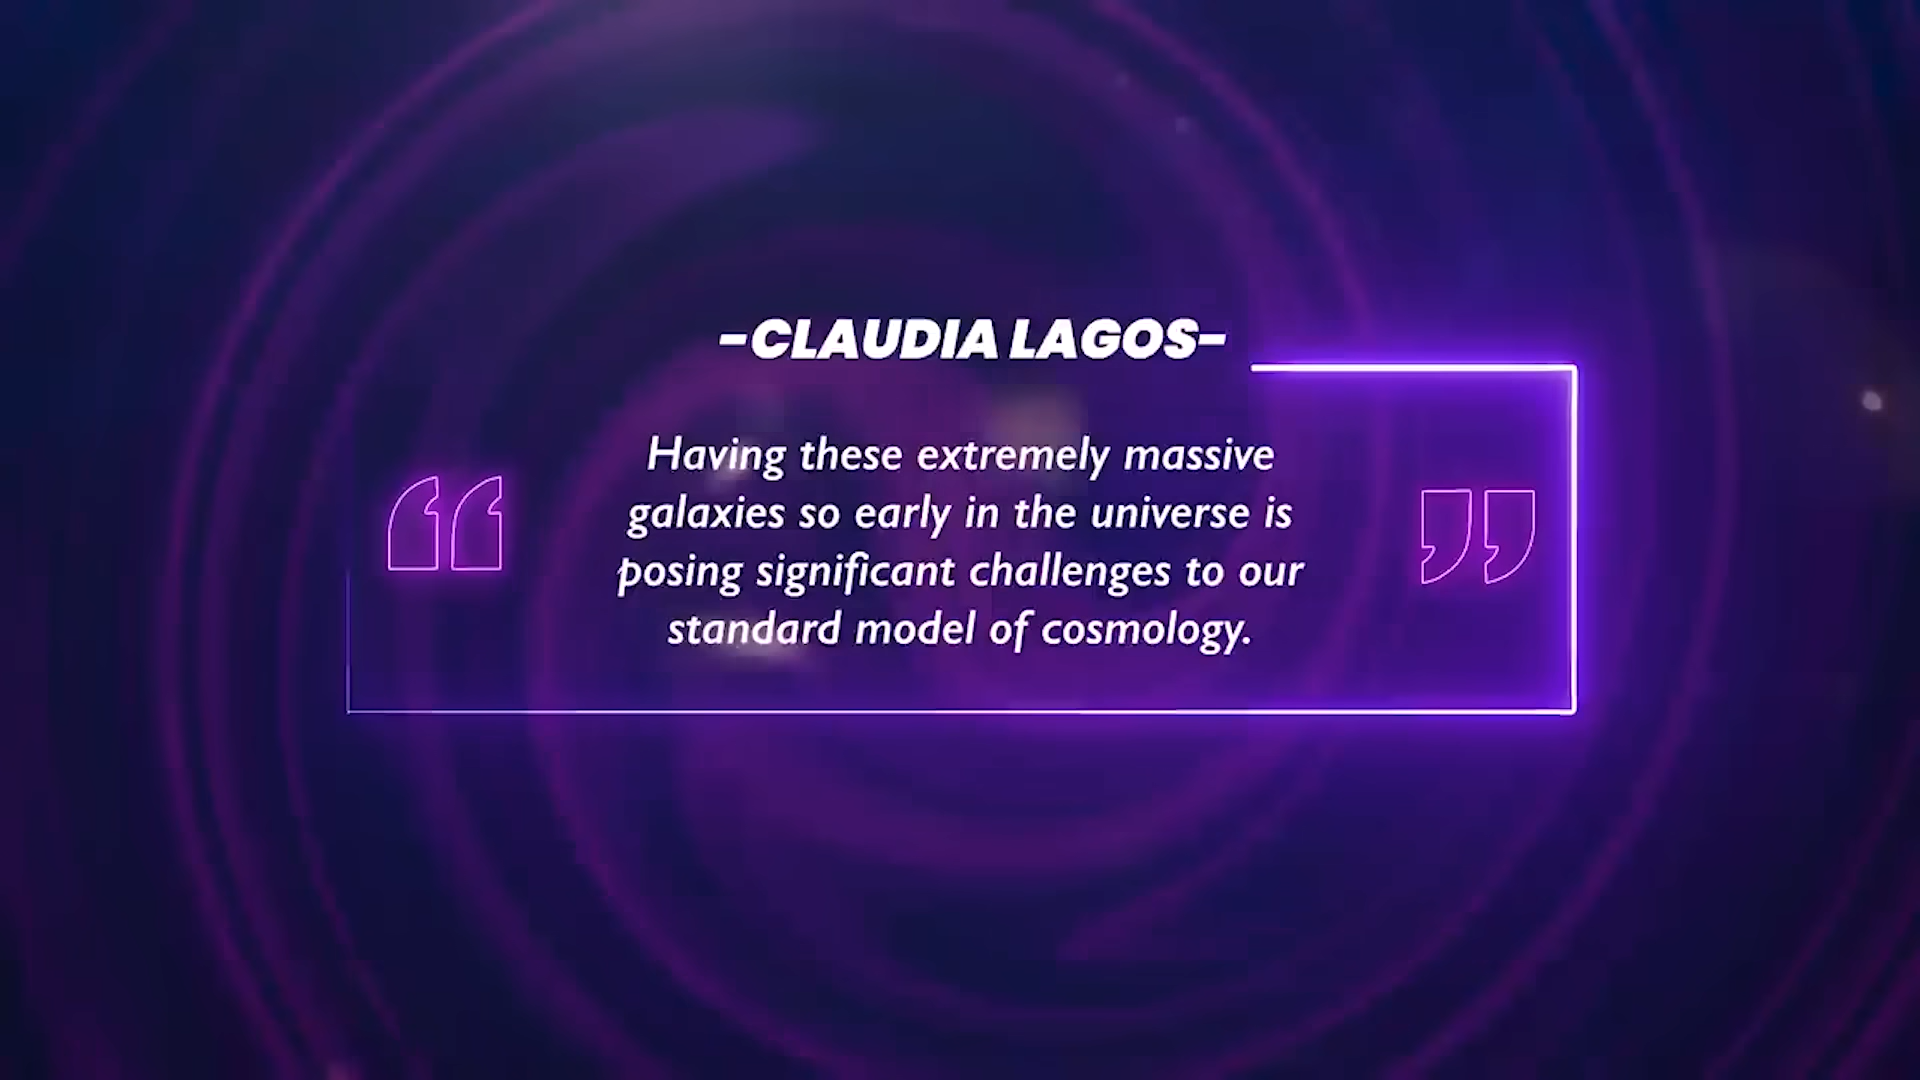 -CLAUDIA LAGOS-
Having these extremely massive
galaxies so early in the universe is
posing significant challenges to our
standard model of cosmology.